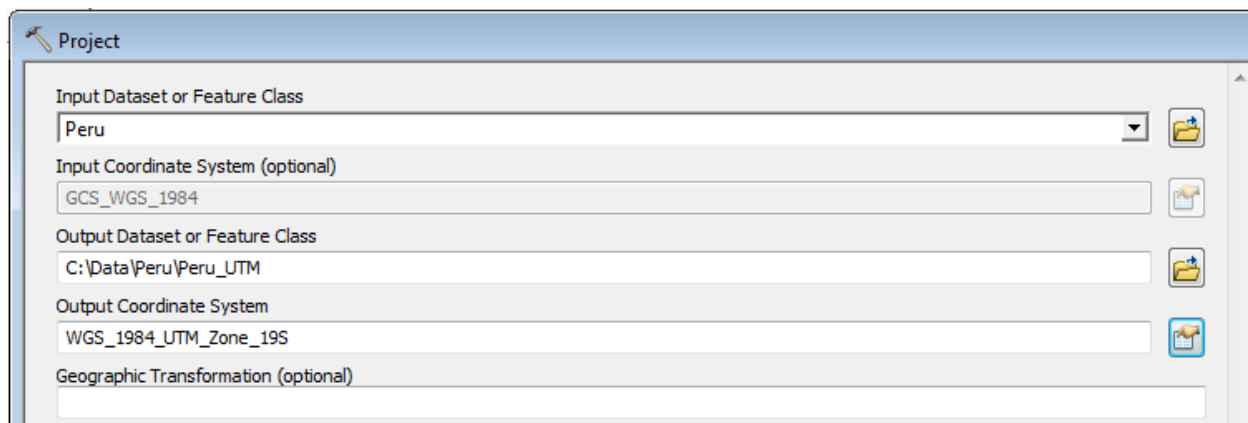 Project
Input Dataset or Feature Class
Peru
Input Coordinate System (optional)
GCS_WGS_1984
Output Dataset or Feature Class
C:\Data\Peru\Peru_UTM
Output Coordinate System
WGS_1984_UTM_Zone_19S
Geographic Transformation (optional)